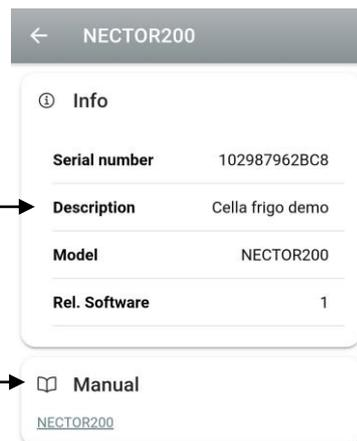 NECTOR200
Info
Serial number 102987962BC8
Description Cella frigo demo
Model NECTOR200
Rel. Software 1
Manual
NECTOR200